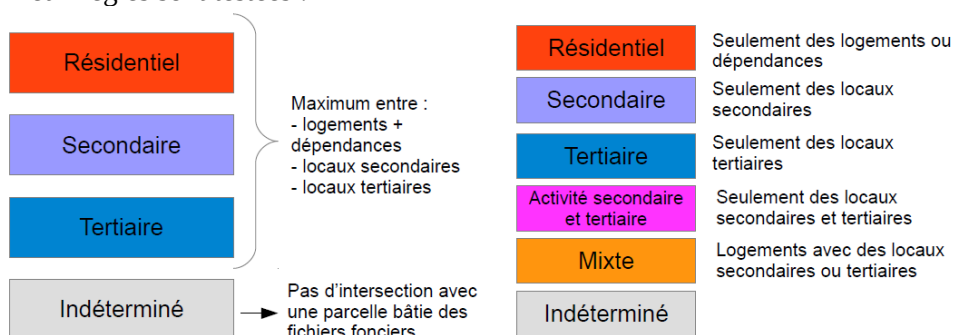 Résidentiel
Secondaire
Tertiaire
Indéterminé
Maximum entre :
- logements +
dépendances
- locaux secondaires
- locaux tertiaires
Pas d'intersection avec
une parcelle bâtie des
fichiers fonciers
Résidentiel
Seulement des logements ou
dépendances
Secondaire
Seulement des locaux
secondaires
Tertiaire
Seulement des locaux
tertiaires
Activité secondaire
et tertiaire
Seulement des locaux
secondaires et tertiaires
Mixte
Logements avec des locaux
secondaires ou tertiaires
Indéterminé